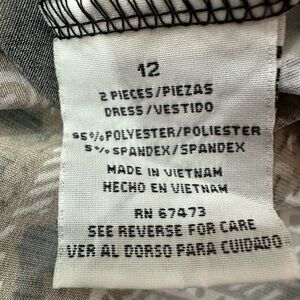 12
2 PIECES/PIEZAS
DRESS/VESTIDO
95%POLYESTER/POLIESTER
5%SPANDEX/SPANDEX
MADE IN VIETNAM
HECHO EN VIETNAM
RN 67473
SEE REVERSE FOR CARE
VER AL DORSO PARA CUIDADO